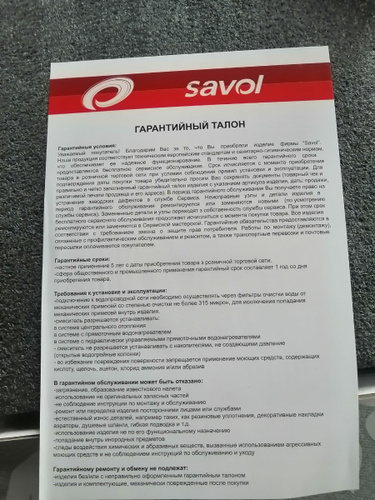 savol
ГАРАНТИЙНЫЙ ТАЛОН
Гарантийные условия:
Уважаемый покупатель! Благодарим Вас за то, что Вы приобрели изделие фирмы "Savol".
Наша продукция соответствует техническим европейским стандартам и санитарно-гигиеническим нормам,
что обеспечивает ее надежное функционирование. В течение всего гарантийного срока
предоставляется бесплатное сервисное обслуживание. Срок исчисляется с момента приобретения
товара в розничной торговой сети при условии соблюдения правил установки и эксплуатации. Для
подтверждения даты покупки товара убедительно просим Вас сохранять документы (товарный чек и
правильно и четко заполненный гарантийный талон изделия с указанием артикула изделия, даты, продажи,
различимы печати продавца и его адреса). В период гарантийного обслуживания Вы получаете право на
устранение заводских дефектов в службе Сервиса. Неисправные узлы и детали изделия в
период гарантийного обслуживания ремонтируются или заменяются новыми (по усмотрению
службы сервиса). Замененные детали и узлы переходят в собственность службы сервиса. При этом срок
бесплатного сервисного обслуживания продолжает исчисляться с момента покупки товара. Все изделия
ремонтируются или заменяются в Сервисной мастерской. Гарантийные обязательства предоставляются в
соответствии с требованием закона о защите прав потребителя. Работы по монтажу (демонтажу),
связанные с профилактическим обслуживанием и ремонтом, а также транспортные перевозки и почтовые
пересылки оплачиваются покупателем.
Гарантийные сроки:
-частное применение 5 лет с даты приобретения товара в розничной торговой сети.
-сфера общественного и промышленного применения гарантийный срок составляет 1 год со дня
приобретения товара.
Требования к установке и эксплуатации:
-подключение к водопроводной сети необходимо осуществлять через фильтры очистки воды от
механических примесей со степенью очистки не более 315 микрон, для исключения попадания
механических примесей внутрь изделия.
-смеситель разрешается устанавливать:
в системе центрального отопления
в системе с прямоточным водонагревателем
в системе с гидравлически управляемыми прямоточными водонагревателями
- смеситель не разрешается устанавливать с накопителями, не создающими давление
(открытые водогрейные колонки)
- во избежание повреждения поверхности запрещается применение моющих средств, содержащих
кислоту, щелочь, ацетон, хлорид аммония и/или абразив
В гарантийном обслуживании может быть отказано:
-загрязнение, образование известкового налета
-использование не оригинальных запасных частей
-не соблюдение инструкции по монтажу и обслуживанию
-ремонт или переделка изделия посторонними лицами или службами
-естественный износ деталей, например таких, как резиновые уплотнения, декоративные накладки
аэраторы, душевые шланги, гибкая подводка и т.д.
-использование изделия не по его функциональному назначению
-попадание внутрь инородных предметов
-следы воздействия химических и абразивных веществ, вызванные использованием агрессивных
моющих средств и не соблюдений инструкций по обслуживанию и уходу
Гарантийному ремонту и обмену не подлежат:
-изделия без/или с неправильно оформленным гарантийным талоном
-изделия и комплектующие, механически поврежденные после покупки